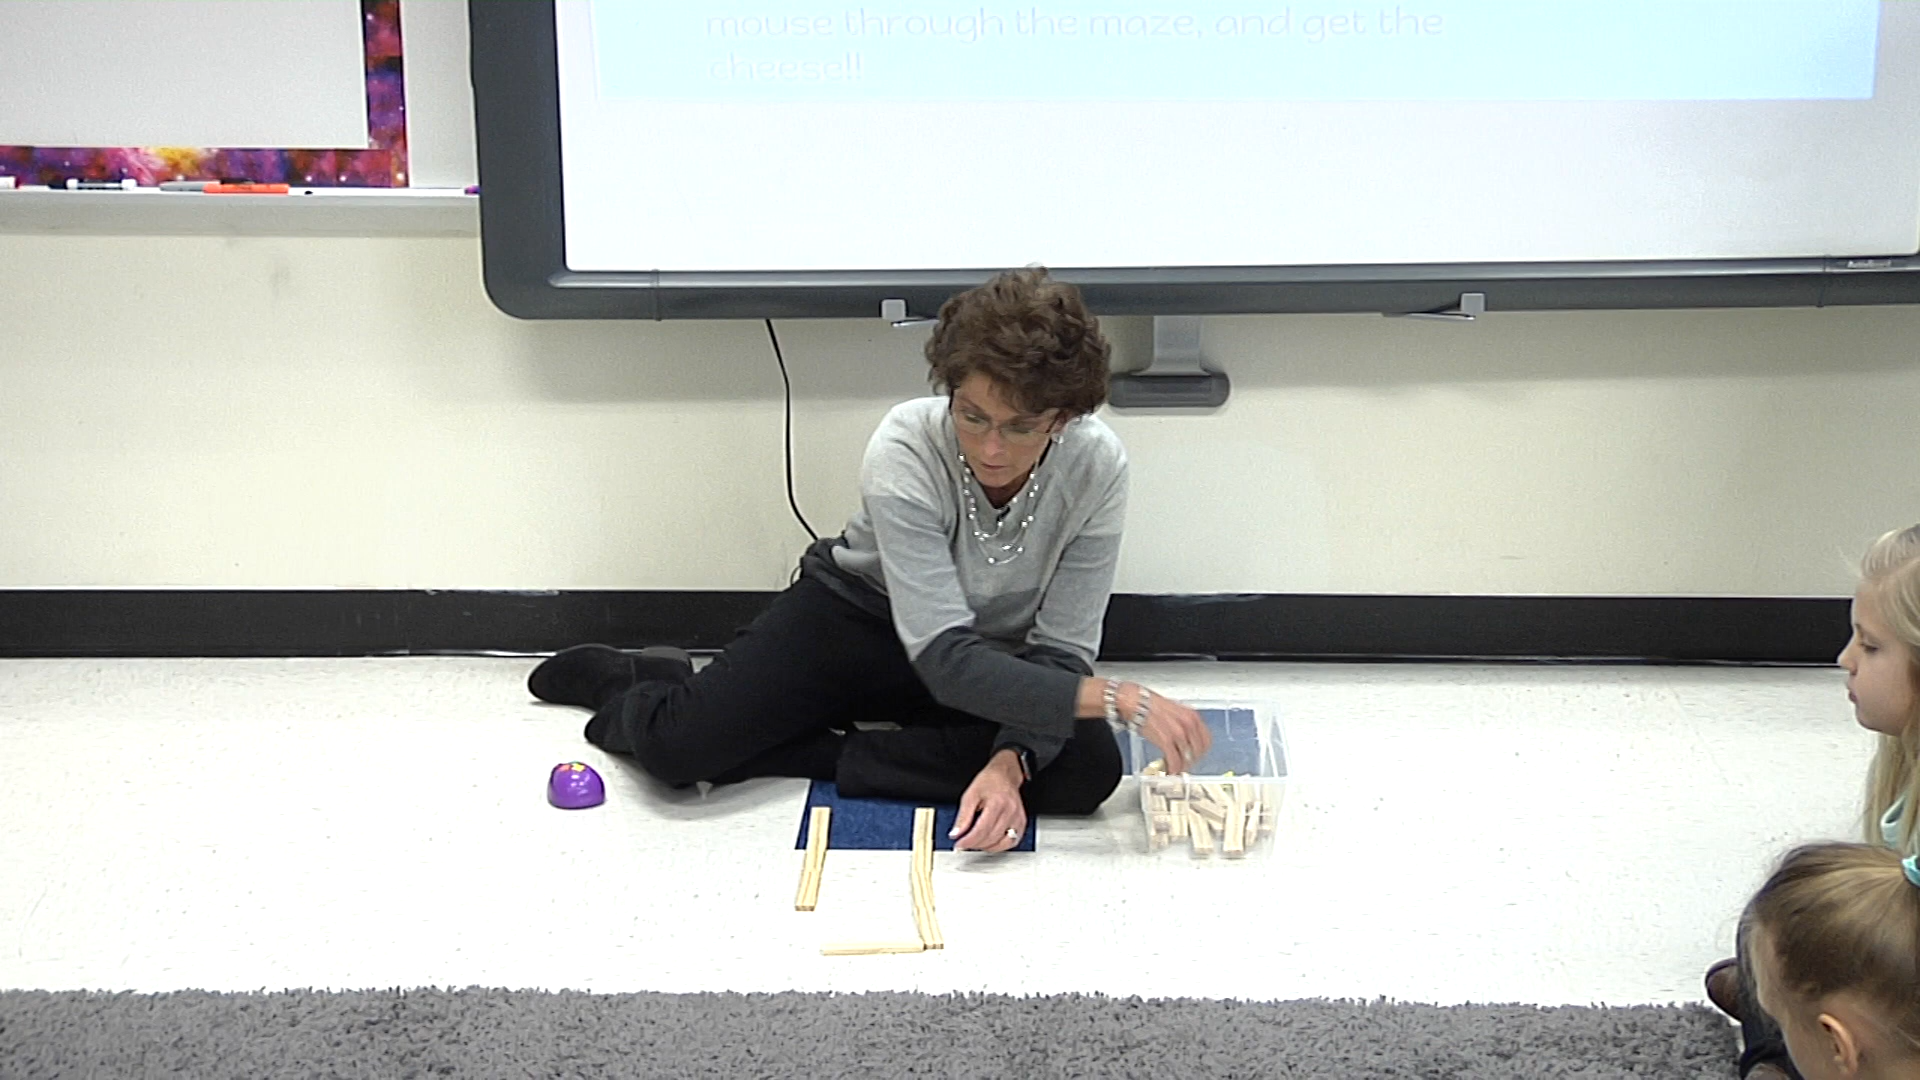 mouse through the maze, and get the
cheese!!